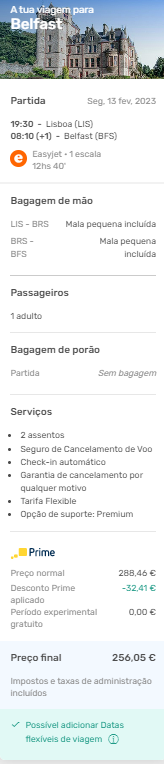 A tua viagem para
Belfast
Partida Seg, 13 fev, 2023
19:30 - Lisboa (LIS)
08:10 (+1) - Belfast (BFS)
e
Easyjet • 1 escala
12hs 40'
Bagagem de mão
LIS - BRS Mala pequena incluída
BRS - Mala pequena
BFS incluída
Passageiros
1 adulto
Bagagem de porão
Partida Sem bagagem
Serviços
• 2 assentos
• Seguro de Cancelamento de Voo
• Check-in automático
• Garantia de cancelamento por
qualquer motivo
• Tarifa Flexible
• Opção de suporte: Premium
Prime
Preço normal 288,46 €
Desconto Prime -32,41 €
aplicado
Período experimental 0,00 €
gratuito
Preço final 256,05 €
Impostos e taxas de administração
incluídos
Possível adicionar Datas
flexíveis de viagem ⓘ